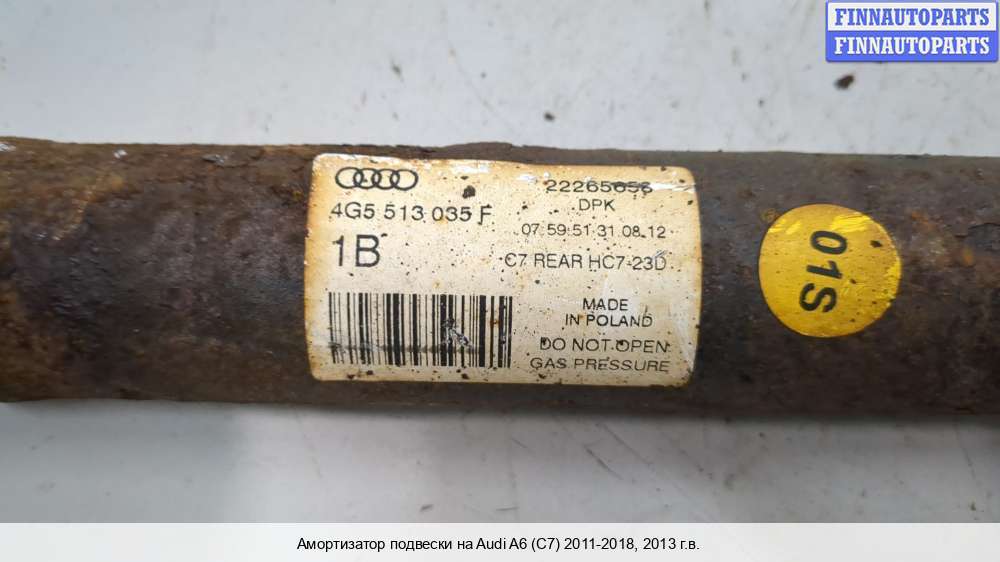 FINNAUTOPARTS
FINNAUTOPARTS
4G5 513 035 F
1B
22265656
DPK
07 59 51 31 08 12
C7 REAR HC7-23D
MADE
IN POLAND
DO NOT OPEN
GAS PRESSURE
01S
Амортизатор подвески на Audi A6 (C7) 2011-2018, 2013 г.в.